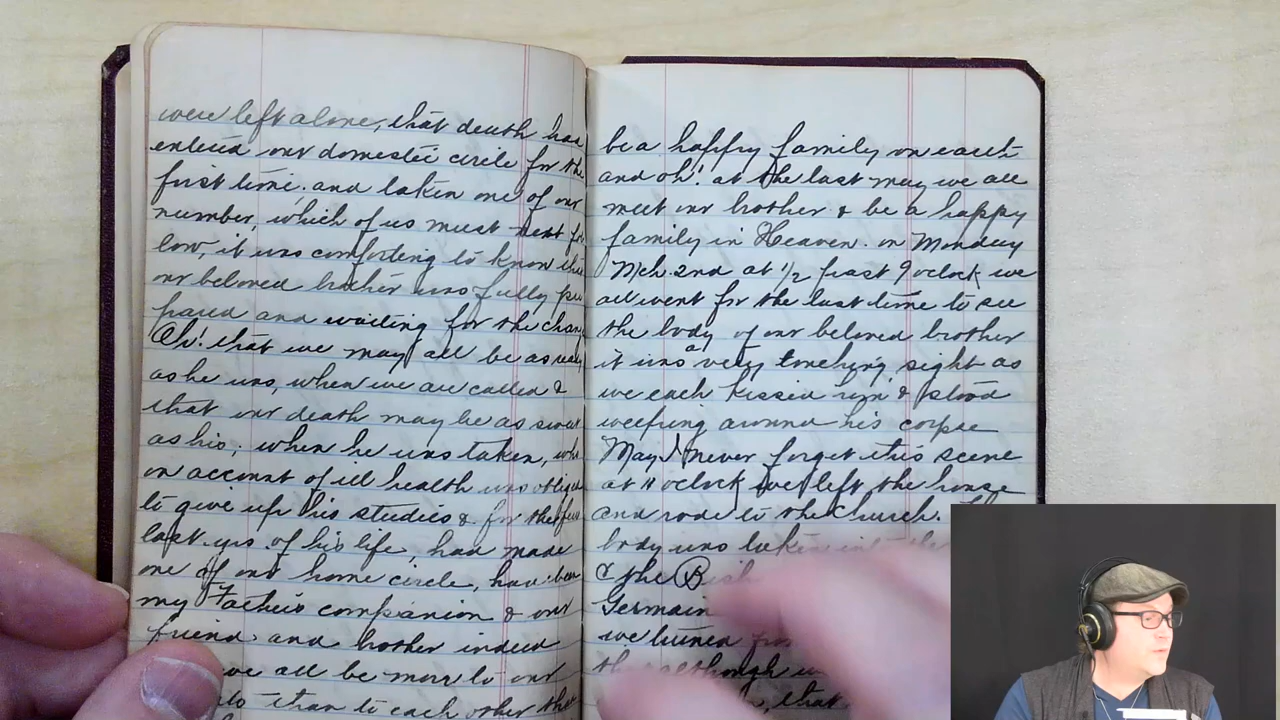 were left alone, that death has
entered our domestic circle for the
first time, and taken one of our
number, which of us must next fol
low, it was comforting to know that
our beloved brother was fully pre
pared and waiting for the change
Oh! that we may all be as ready
as he was, when we are called &
that our death may be as sweet
as his; when he was taken, who
on account of ill health was obliged
to give up his studies & for the few
last yrs. of his life, had made
one of our home circle, had been
my Father's companion & our
friend and brother indeed
we all be more to our
than to each other
be a happy family on earth
and oh! at the last may we all
meet our brother & be a happy
family in Heaven. On Monday
Mch 2nd at 1/2 past 9 oclock we
all went for the last time to see
the body of our beloved brother
it was a very touching sight as
we each kissed him & stood
weeping around his corpse
May I never forget this scene
at 11 oclock we left the house
and rode to the Church.
body was taken into the
& the
we turned
although
that